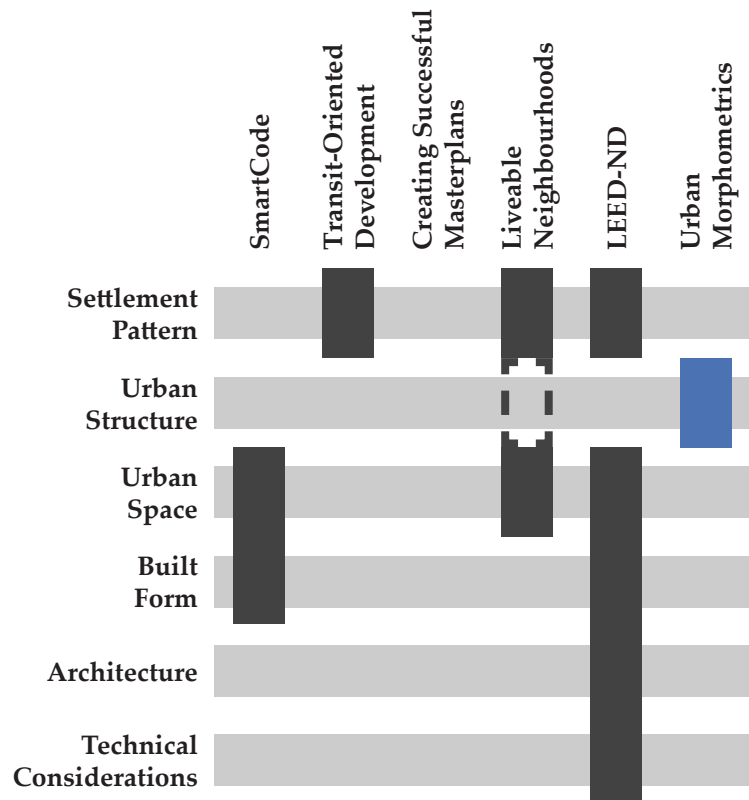 SmartCode
Transit-Oriented
Development
Creating Successful
Masterplans
Liveable
Neighbourhoods
LEED-ND
Urban
Morphometrics
Settlement
Pattern
Urban
Structure
Urban
Space
Built
Form
Architecture
Technical
Considerations